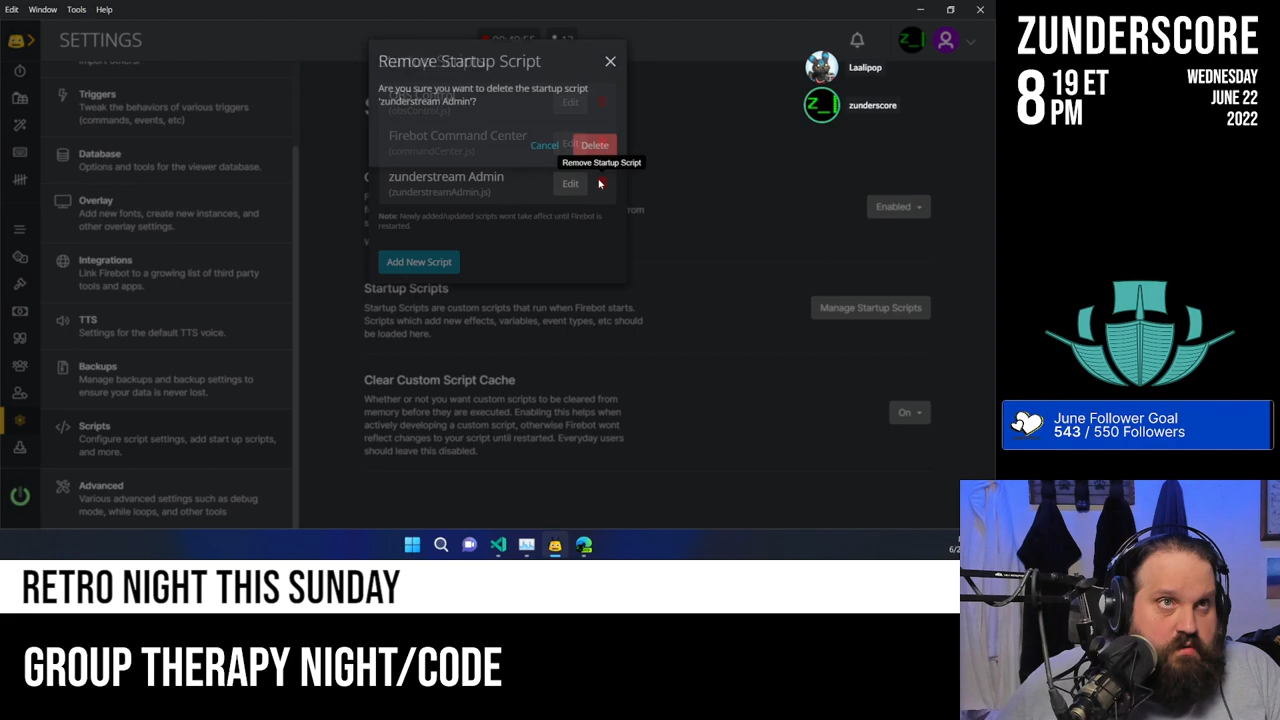 Edit Window Tools Help
SETTINGS
Triggers
Tweak the behaviors of various triggers
(commands, events, etc)
Database
Options and tools for the viewer database.
Overlay
Add new fonts, create new instances, and
other overlay settings.
Integrations
Link Firebot to a growing list of third party
tools and apps.
TTS
Settings for the default TTS voice.
Backups
Manage backups and backup settings to
ensure your data is never lost.
Scripts
Configure script settings, add start up scripts,
and more.
Advanced
Various advanced settings such as debug
mode, while loops, and other tools
Remove Startup Script
Are you sure you want to delete the startup script
'zunderstream Admin'?
Edit
(obsControl.js)
Firebot Command Center
(commandCenter.js)
Cancel
Delete
Remove Startup Script
zunderstream Admin
(zunderstreamAdmin.js)
Edit
Note: Newly added/updated scripts wont take affect until Firebot is
restarted.
Add New Script
Enabled
Startup Scripts
Startup Scripts are custom scripts that run when Firebot starts.
Scripts which add new effects, variables, event types, etc should
be loaded here.
Manage Startup Scripts
Clear Custom Script Cache
Whether or not you want custom scripts to be cleared from
memory before they are executed. Enabling this helps when
actively developing a custom script, otherwise Firebot wont
reflect changes to your script until restarted. Everyday users
should leave this disabled.
On
Laalipop
z_|
zunderscore
ZUNDERSCORE
8 19 ET
PM
WEDNESDAY
JUNE 22
2022
June Follower Goal
543 / 550 Followers
RETRO NIGHT THIS SUNDAY
GROUP THERAPY NIGHT/CODE